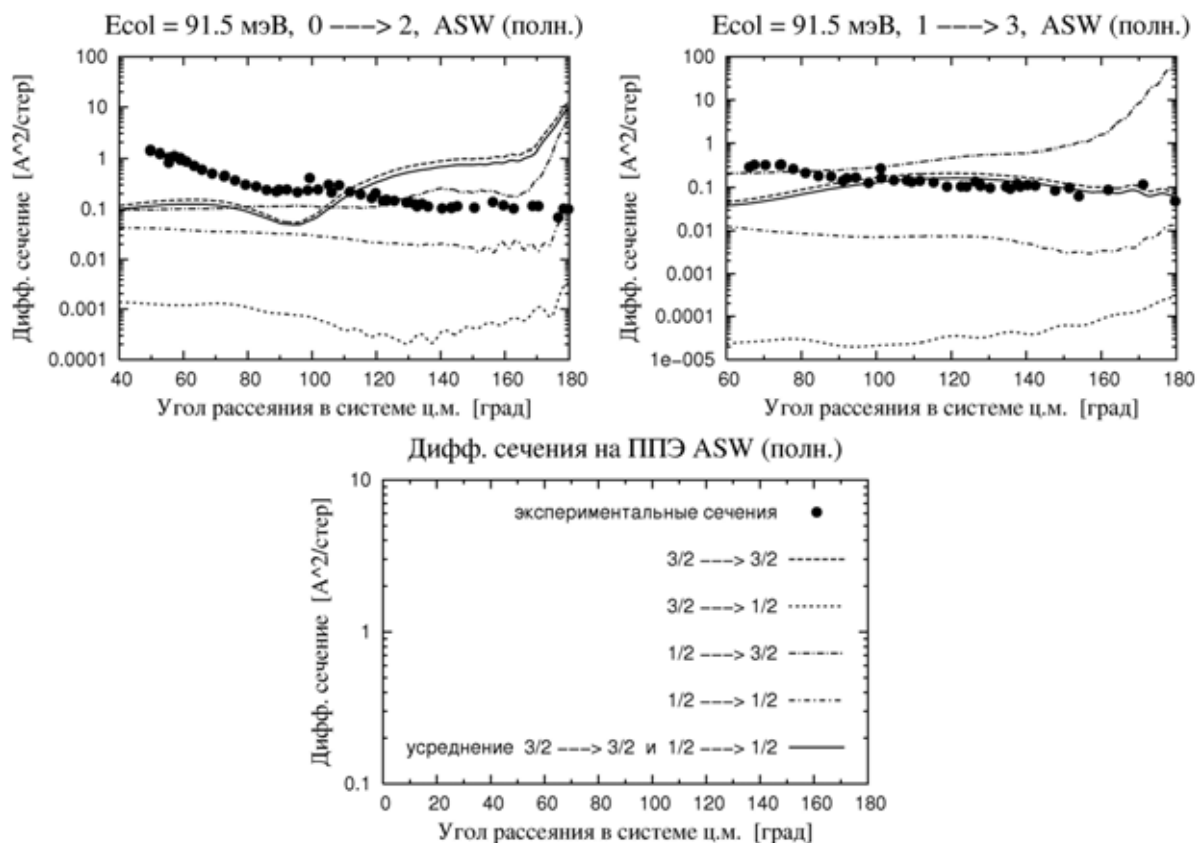 Ecol = 91.5 мэВ, 0 ----> 2, ASW (полн.)
Дифф. сечение [A^2/стер]
100
10
1
0.1
0.01
0.001
0.0001
40 60 80 100 120 140 160 180
Угол рассеяния в системе ц.м. [град]
Ecol = 91.5 мэВ, 1 ----> 3, ASW (полн.)
Дифф. сечение [A^2/стер]
100
10
1
0.1
0.01
0.001
0.0001
1e-005
60 80 100 120 140 160 180
Угол рассеяния в системе ц.м. [град]
Дифф. сечения на ППЭ ASW (полн.)
Дифф. сечение [A^2/стер]
10
1
0.1
экспериментальные сечения
3/2 ----> 3/2
3/2 ----> 1/2
1/2 ----> 3/2
1/2 ----> 1/2
усреднение 3/2 ----> 3/2 и 1/2 ----> 1/2
0 20 40 60 80 100 120 140 160 180
Угол рассеяния в системе ц.м. [град]